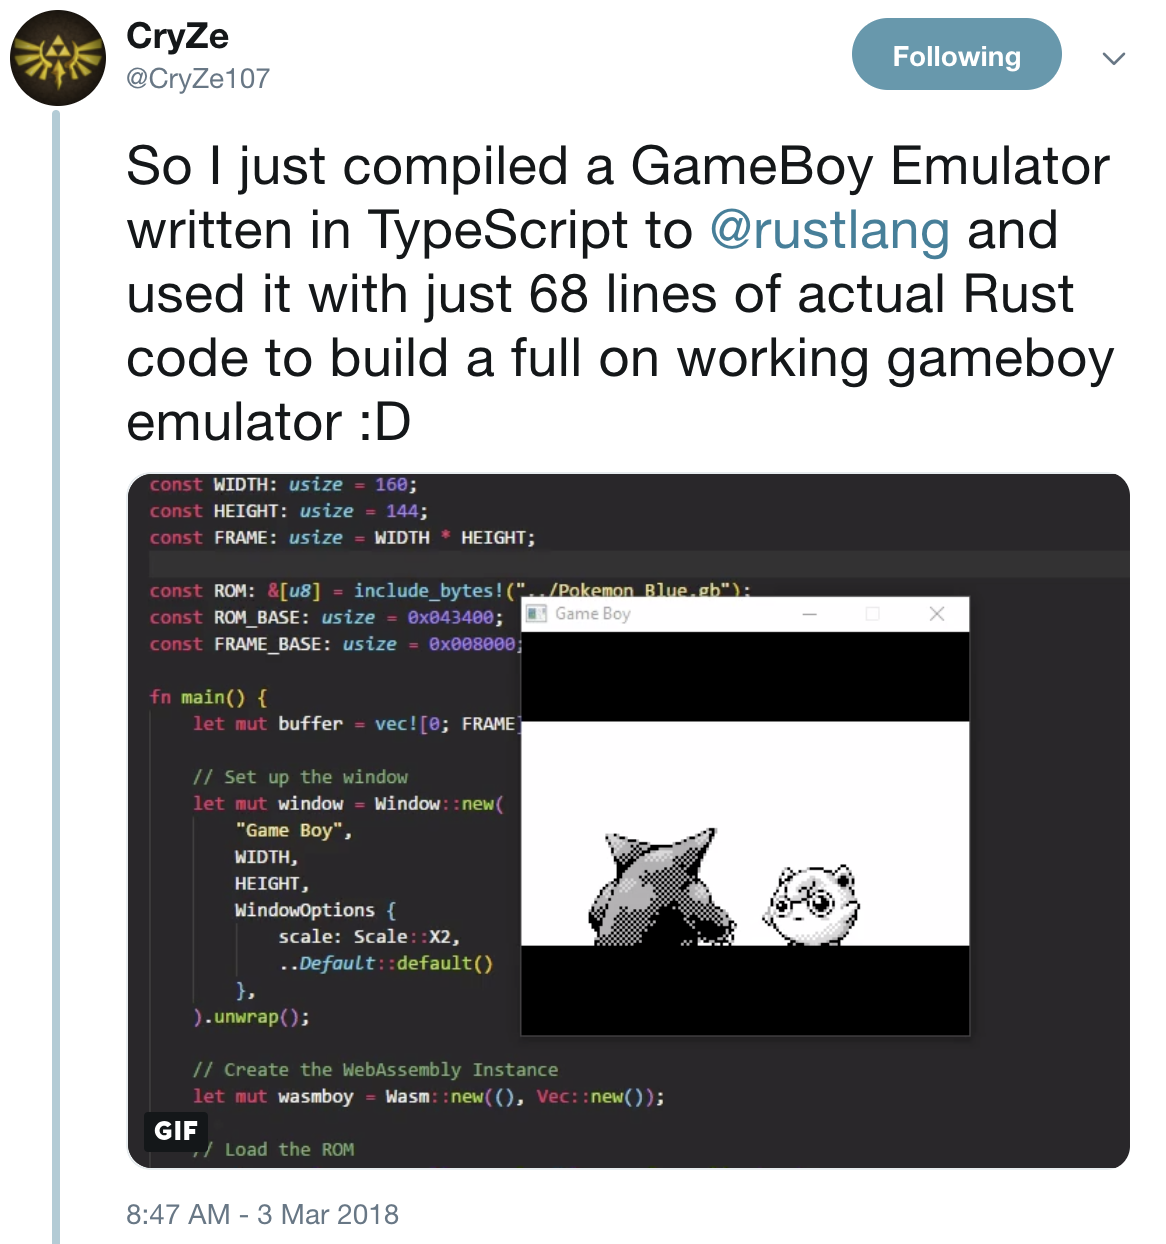 CryZe
@CryZe107
Following
So I just compiled a GameBoy Emulator
written in TypeScript to @rustlang and
used it with just 68 lines of actual Rust
code to build a full on working gameboy
emulator :D
const WIDTH: usize = 160;
const HEIGHT: usize = 144;
const FRAME: usize = WIDTH * HEIGHT;
const ROM: &[u8] = include_bytes!("../Pokemon Blue.gb");
const ROM_BASE: usize = 0x043400;
const FRAME_BASE: usize = 0x008000;
Game Boy
fn main() {
let mut buffer = vec![0; FRAME]
// Set up the window
let mut window = Window::new(
"Game Boy",
WIDTH,
HEIGHT,
WindowOptions {
scale: Scale::X2,
..Default::default()
},
).unwrap();
// Create the WebAssembly Instance
let mut wasmboy = Wasm::new((), Vec::new());
GIF
// Load the ROM
8:47 AM - 3 Mar 2018